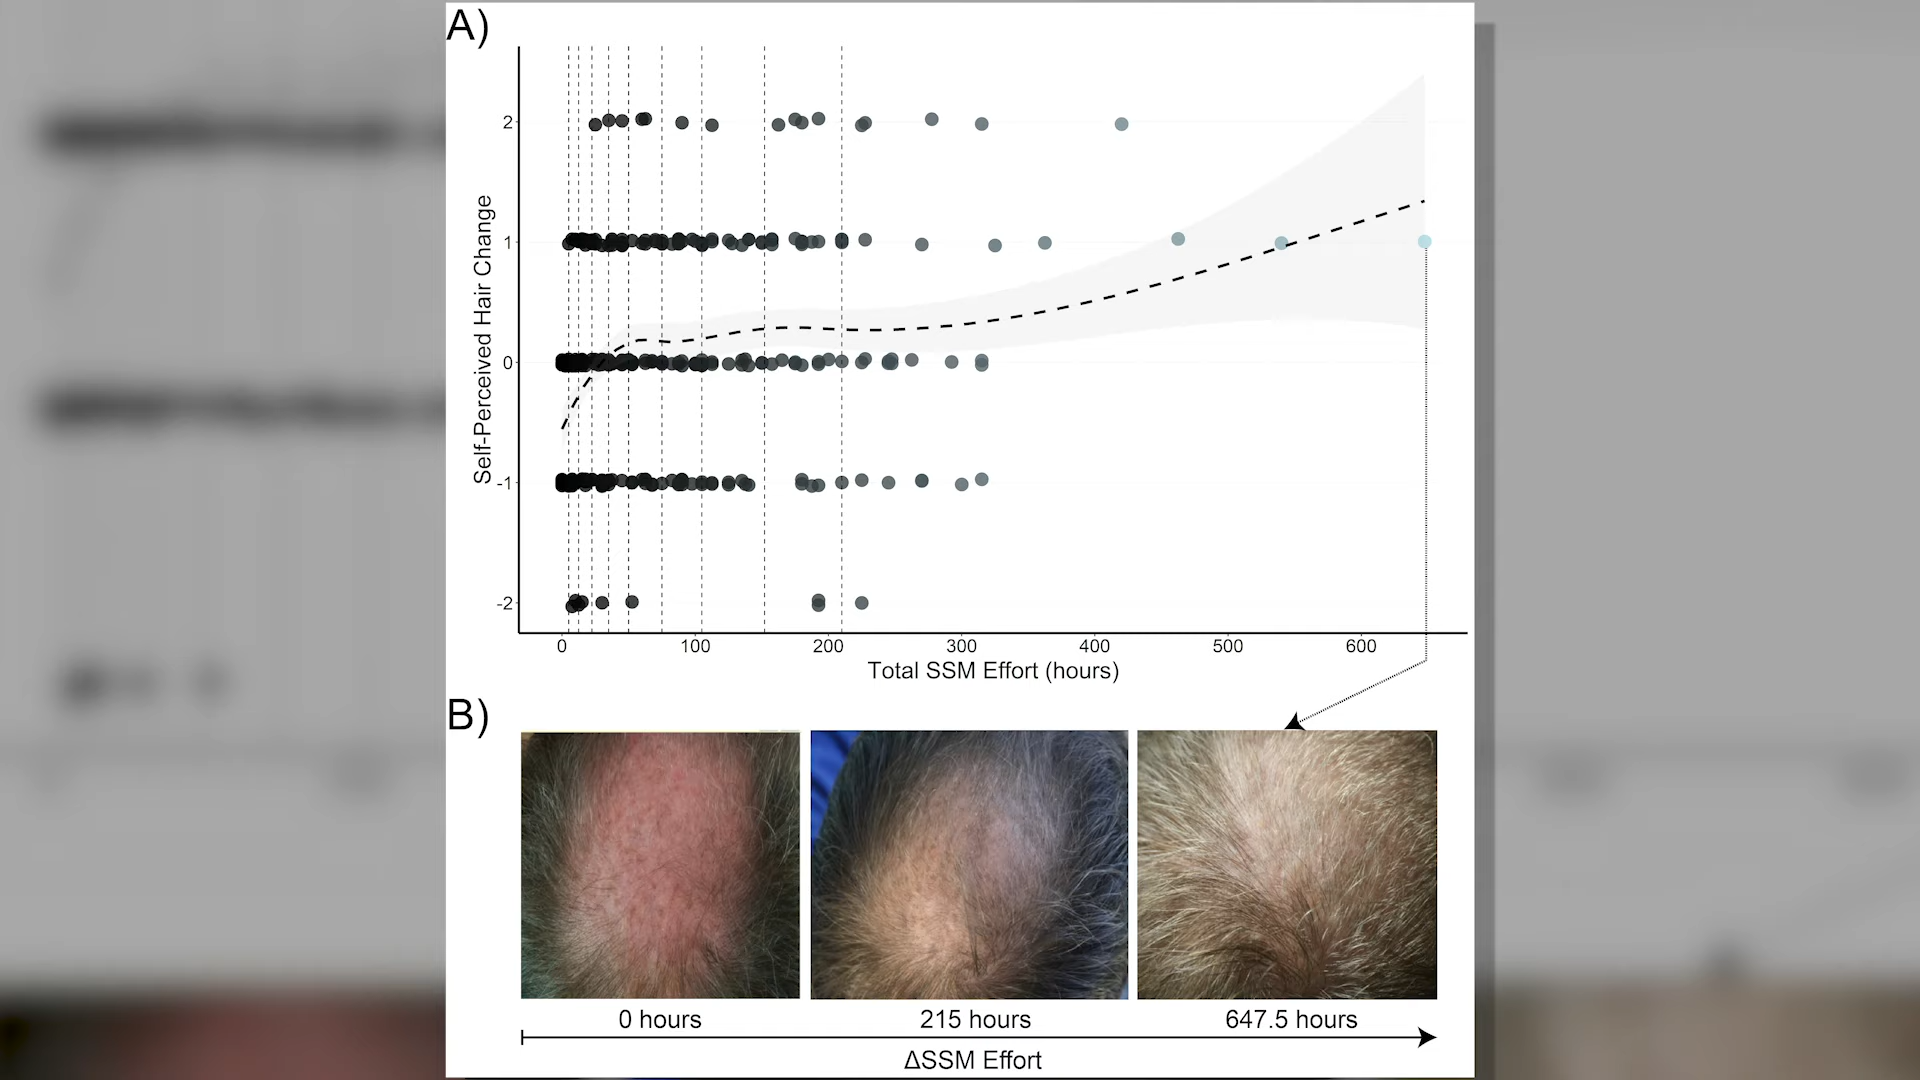 A)
Self-Perceived Hair Change
2
1
0
-1
-2
0 100 200 300 400 500 600
Total SSM Effort (hours)
B)
0 hours 215 hours 647.5 hours
ΔSSM Effort